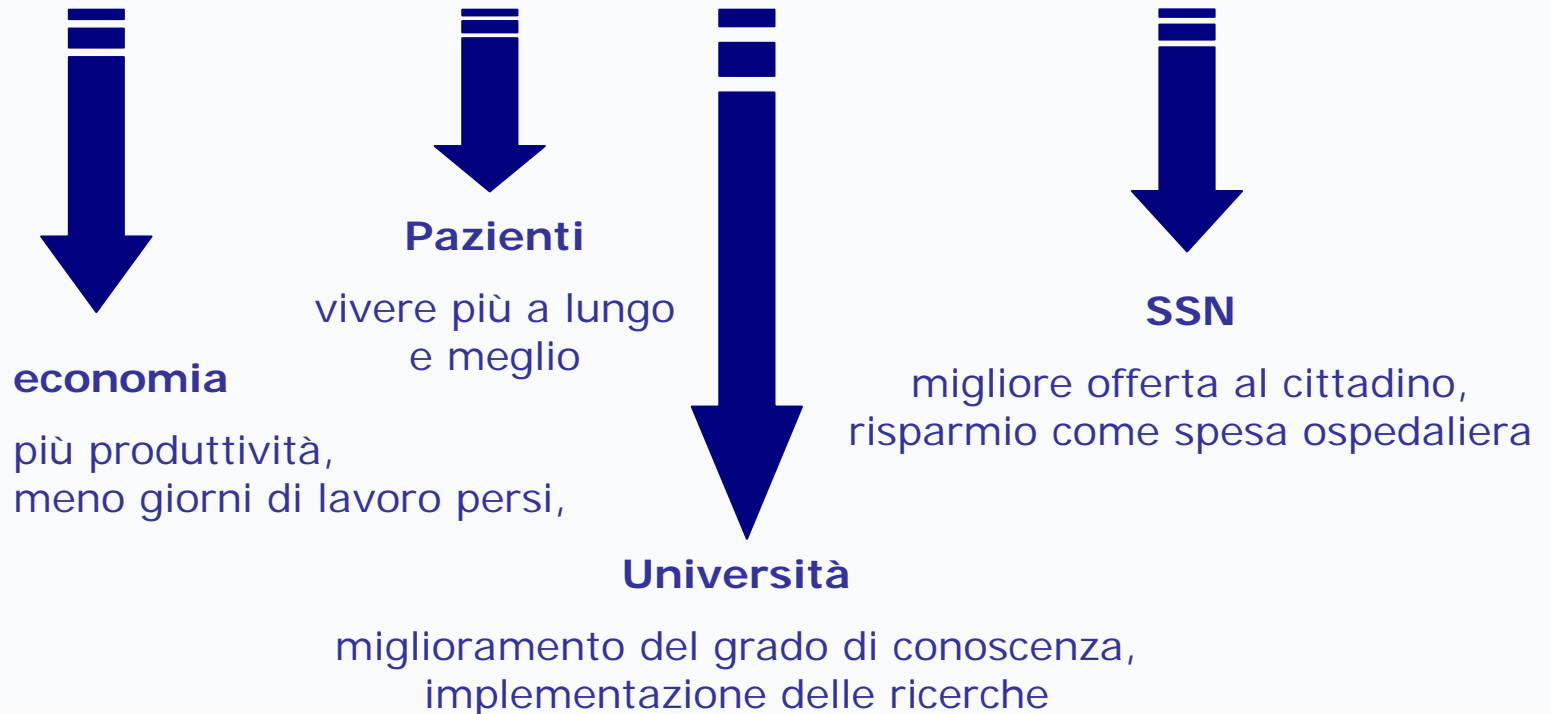 Pazienti
vivere più a lungo
e meglio
economia
più produttività,
meno giorni di lavoro persi,
SSN
migliore offerta al cittadino,
risparmio come spesa ospedaliera
Università
miglioramento del grado di conoscenza,
implementazione delle ricerche